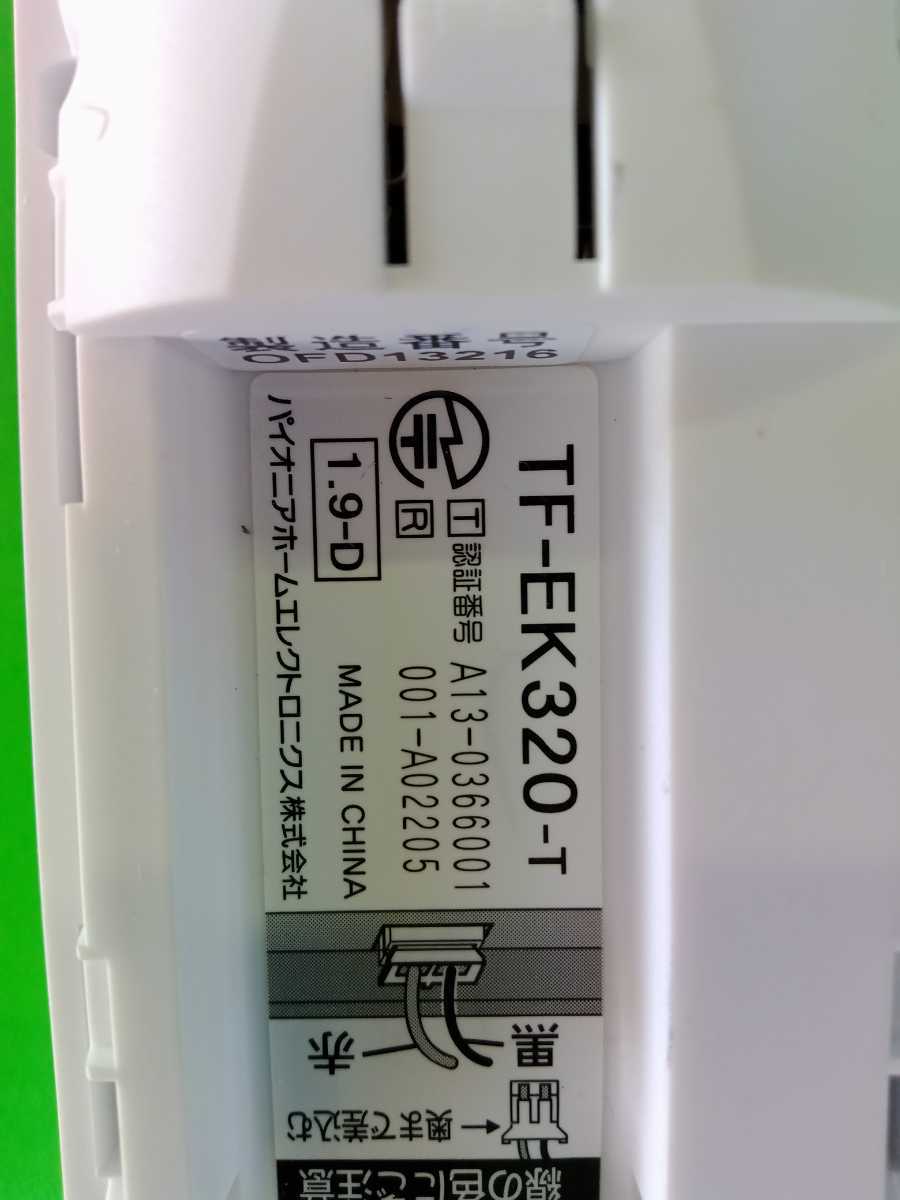 製造番号
OFD13216
TF-EK320-T
T 認証番号 A13-0366001
R 001-A02205
1.9-D MADE IN CHINA
パイオニアホームエレクトロニクス株式会社
黒
赤
←奥まで差込む
線の色にご注意